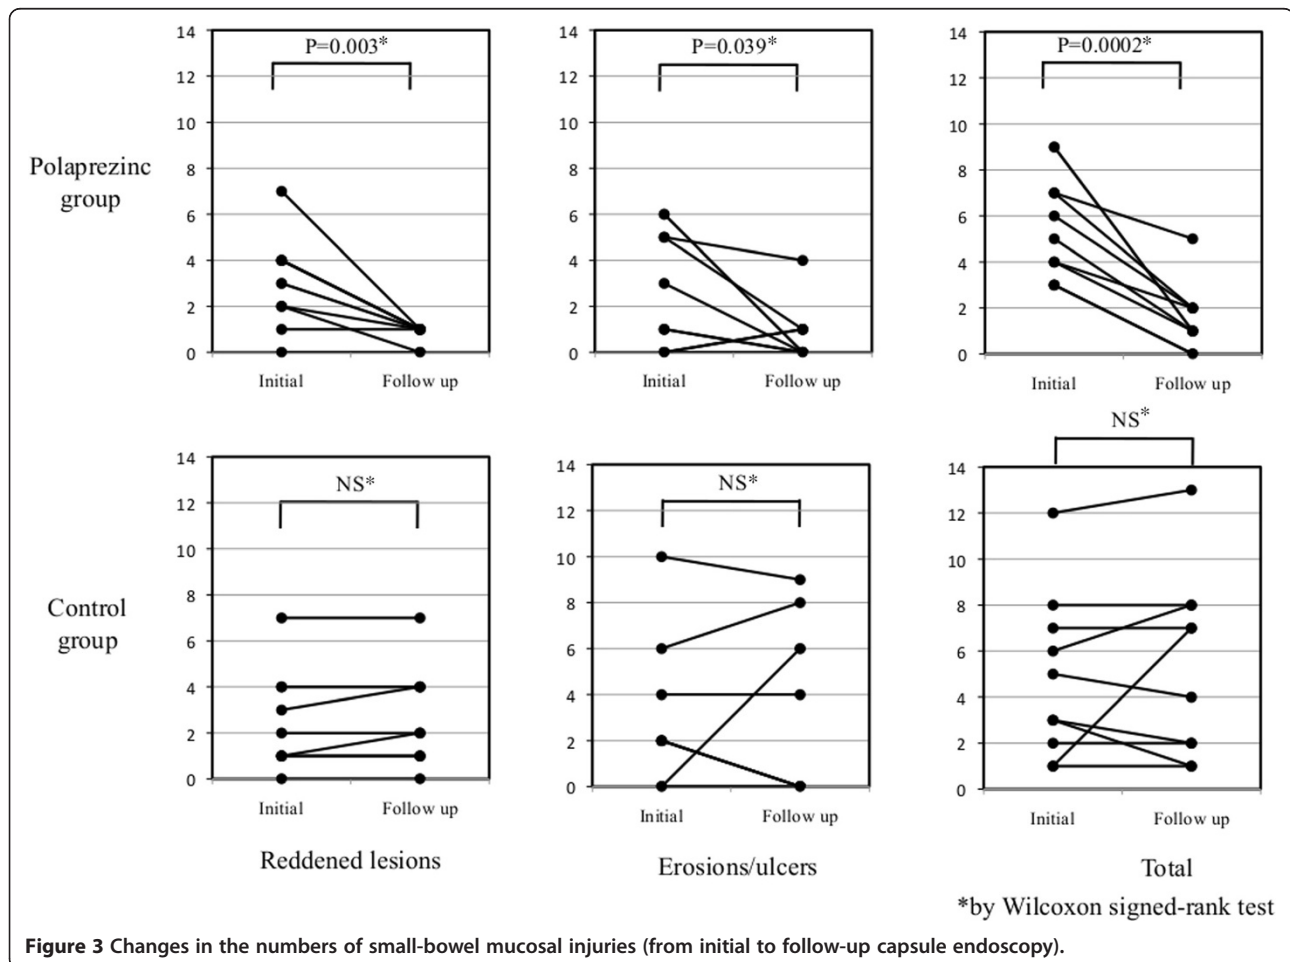 Polaprezinc
group
P=0.003*
14
12
10
8
6
4
2
0
Initial
Follow up
P=0.039*
14
12
10
8
6
4
2
0
Initial
Follow up
P=0.0002*
14
12
10
8
6
4
2
0
Initial
Follow up
Control
group
NS*
14
12
10
8
6
4
2
0
Initial
Follow up
Reddened lesions
NS*
14
12
10
8
6
4
2
0
Initial
Follow up
Erosions/ulcers
NS*
14
12
10
8
6
4
2
0
Initial
Follow up
Total
*by Wilcoxon signed-rank test
Figure 3 Changes in the numbers of small-bowel mucosal injuries (from initial to follow-up capsule endoscopy).